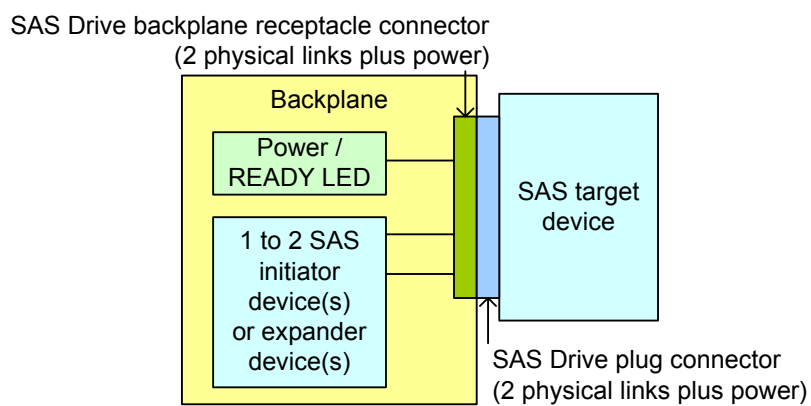 SAS Drive backplane receptacle connector
(2 physical links plus power)
Backplane
Power /
READY LED
SAS target
device
1 to 2 SAS
initiator
device(s)
or expander
device(s)
SAS Drive plug connector
(2 physical links plus power)